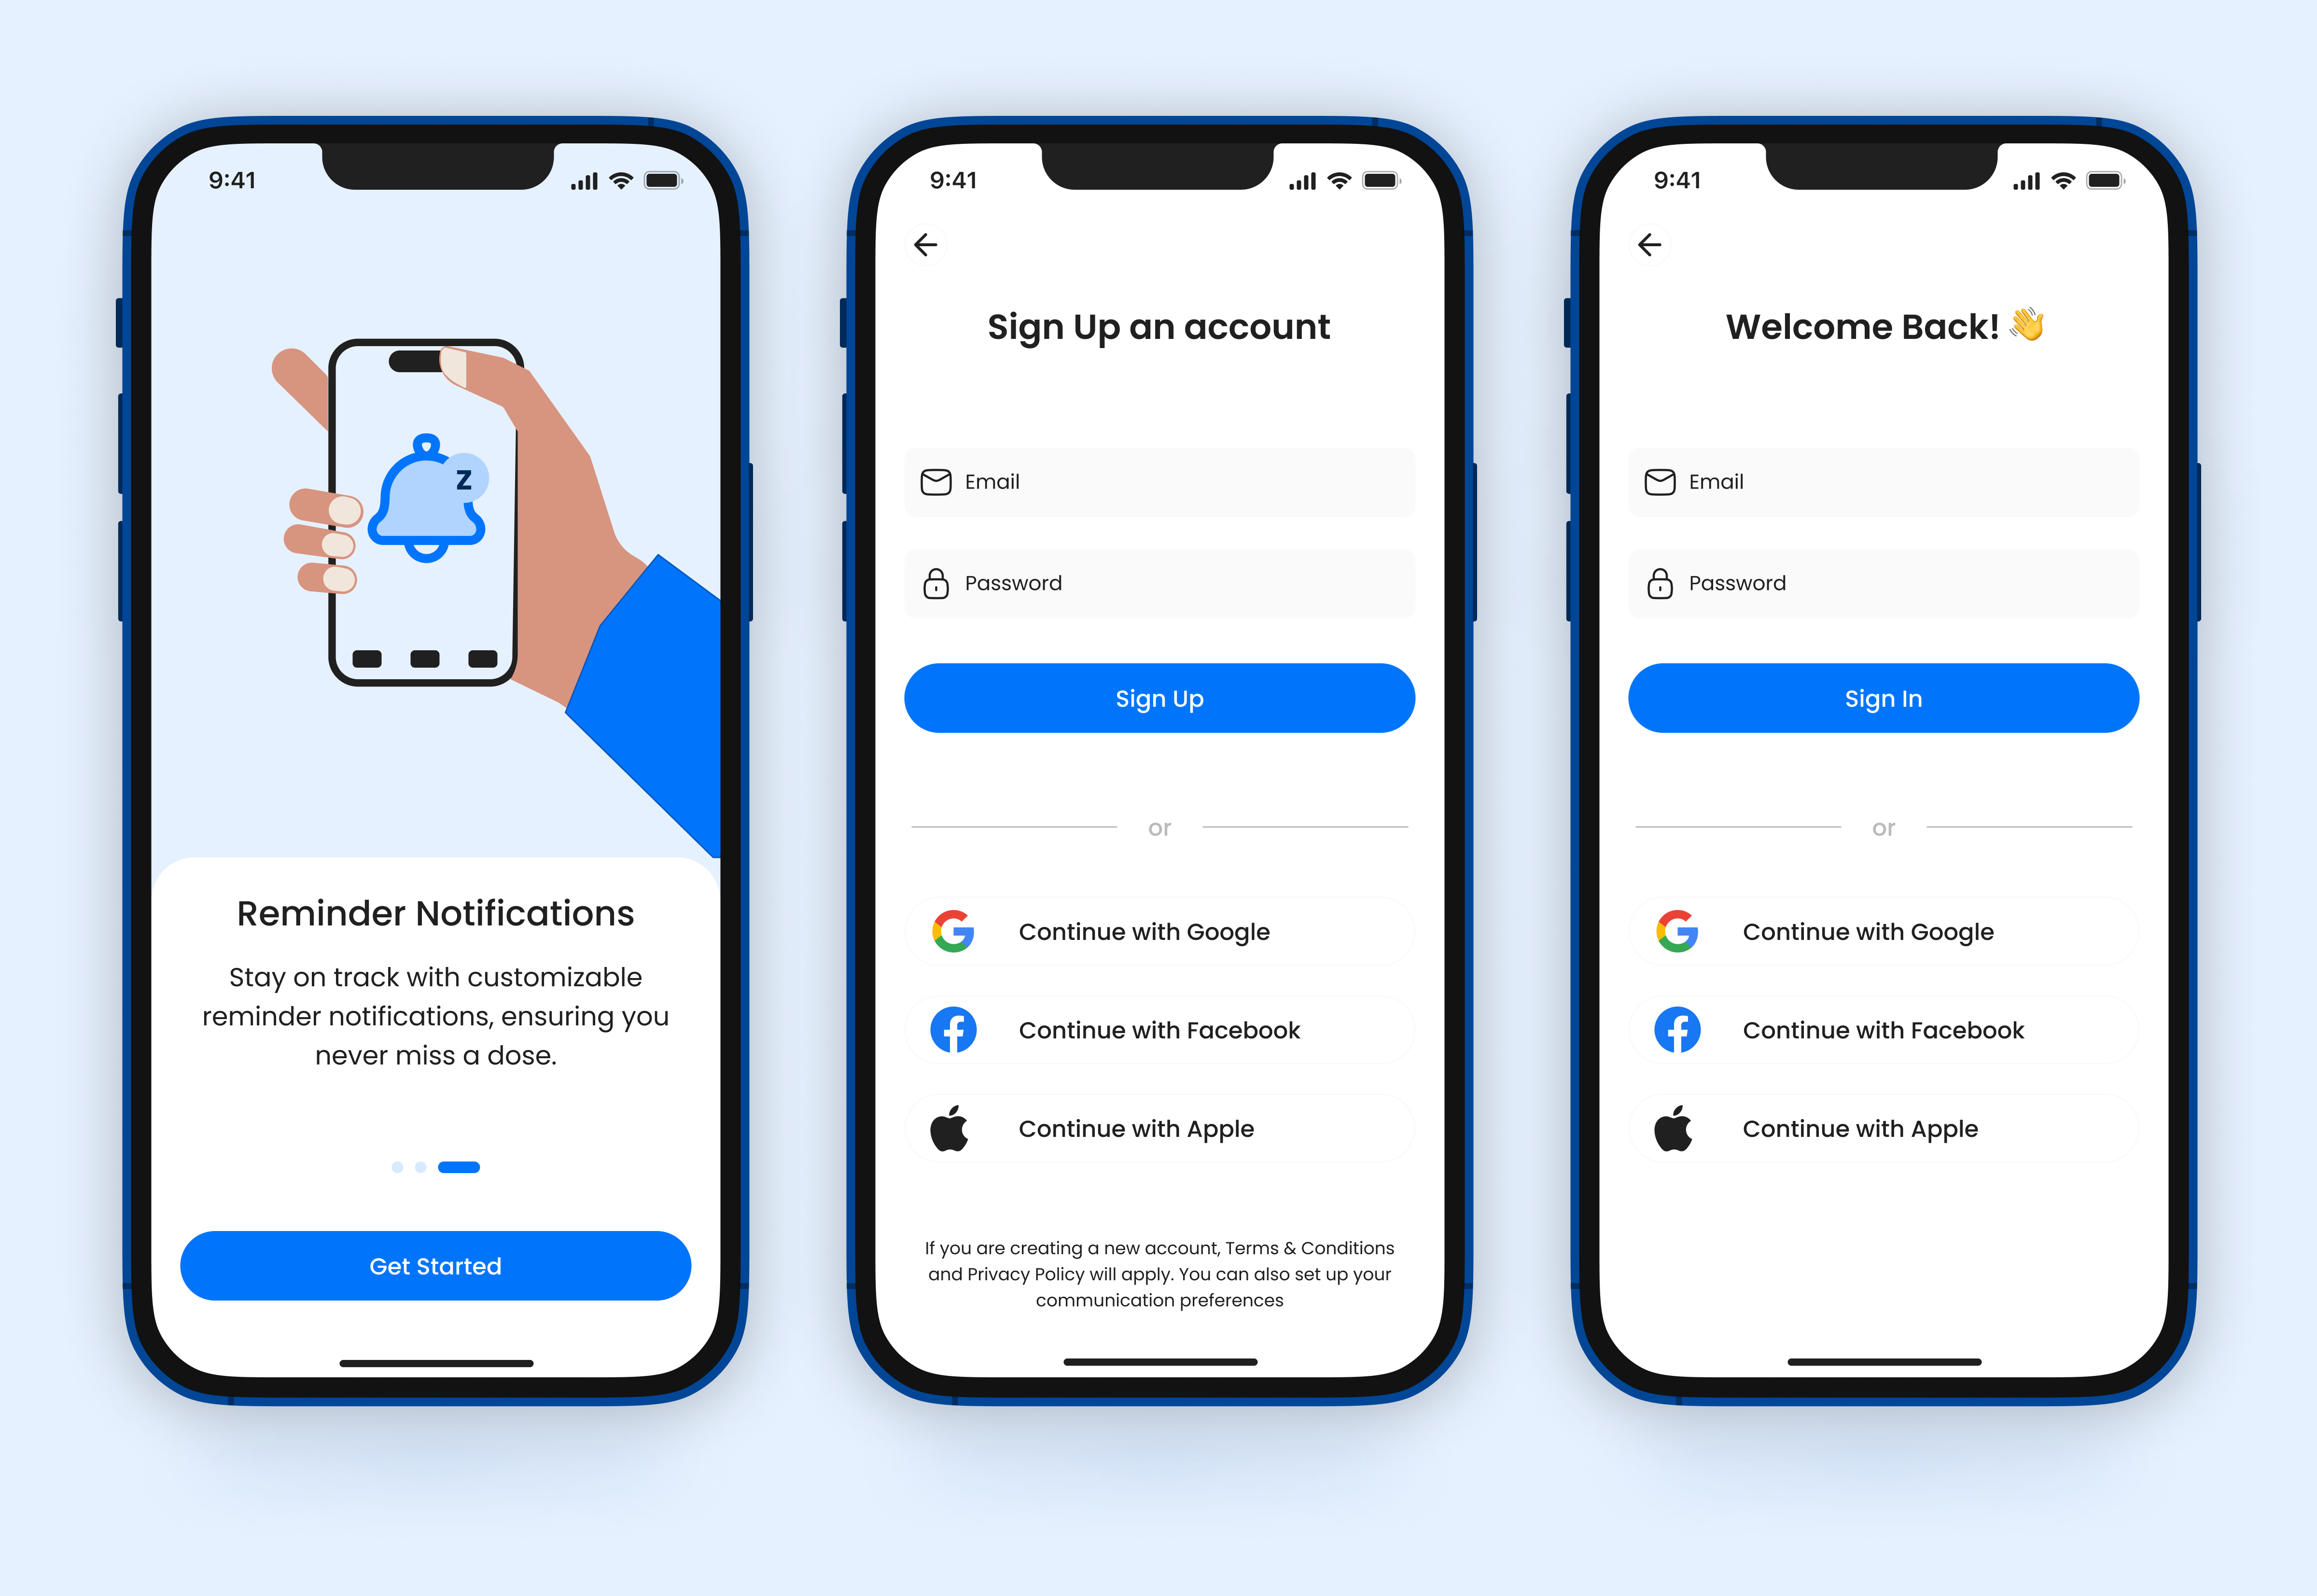 9:41
z
Reminder Notifications
Stay on track with customizable
reminder notifications, ensuring you
never miss a dose.
Get Started
9:41
Sign Up an account
Email
Password
Sign Up
or
Continue with Google
Continue with Facebook
Continue with Apple
If you are creating a new account, Terms & Conditions
and Privacy Policy will apply. You can also set up your
communication preferences
9:41
Welcome Back! 👋
Email
Password
Sign In
or
Continue with Google
Continue with Facebook
Continue with Apple